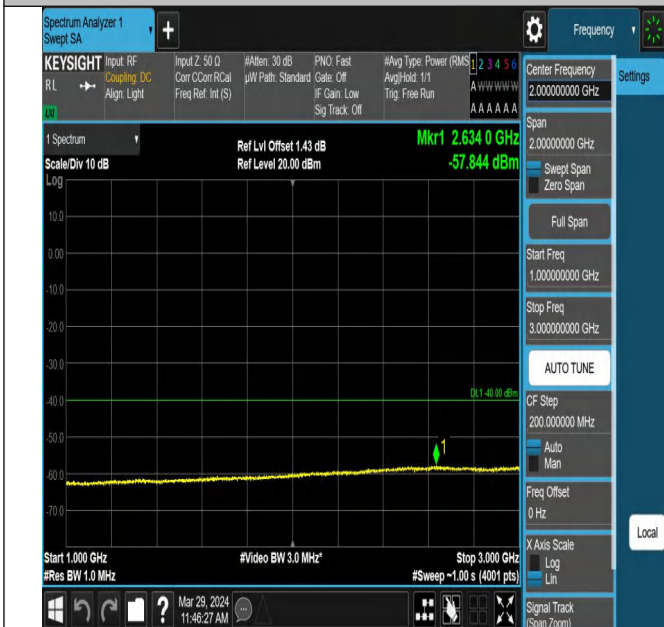 Spectrum Analyzer 1
Swept SA
Frequency
KEYSIGHT
RL
LXI
Input: RF
Coupling: DC
Align: Light
Input Z: 50 Ω
Corr CCorr RCal
Freq Ref: Int (S)
#Atten: 30 dB
µW Path: Standard
PNO: Fast
Gate: Off
IF Gain: Low
Sig Track: Off
#Avg Type: Power (RMS
Avg|Hold: 1/1
Trig: Free Run
1 2 3 4 5 6
A W W W W W
A A A A A A
Center Frequency
2.000000000 GHz
Settings
1 Spectrum
Scale/Div 10 dB
Log
Ref Lvl Offset 1.43 dB
Ref Level 20.00 dBm
Mkr1 2.634 0 GHz
-57.844 dBm
Span
2.00000000 GHz
Swept Span
Zero Span
Full Span
Start Freq
1.000000000 GHz
Stop Freq
3.000000000 GHz
AUTO TUNE
CF Step
200.000000 MHz
Auto
Man
Freq Offset
0 Hz
X Axis Scale
Log
Lin
Signal Track
(Span Zoom)
Local
10.0
0.00
-10.0
-20.0
-30.0
-40.0
-50.0
-60.0
-70.0
DL1 -40.00 dBm
1
Start 1.000 GHz
#Res BW 1.0 MHz
#Video BW 3.0 MHz*
Stop 3.000 GHz
#Sweep ~1.00 s (4001 pts)
?
Mar 29, 2024
11:46:27 AM